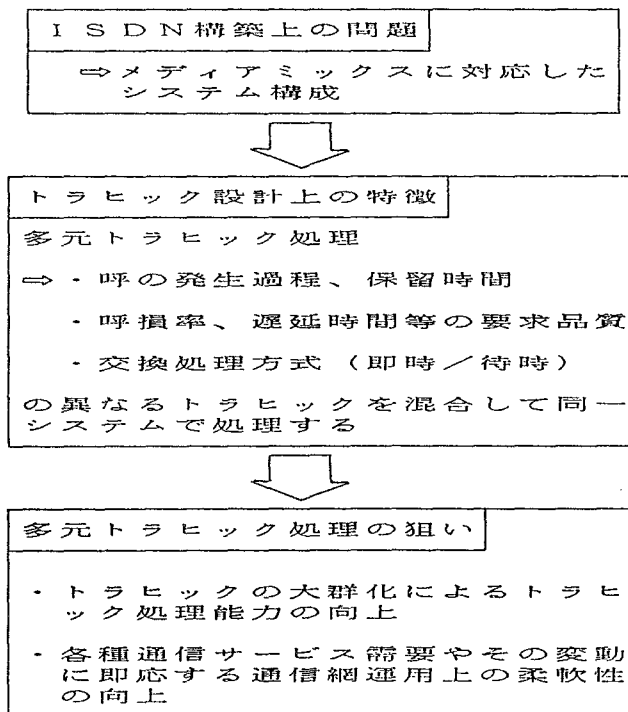 ISDN構築上の問題
⇨メディアミックスに対応した
システム構成
トラヒック設計上の特徴
多元トラヒック処理
⇨・呼の発生過程、保留時間
・呼損率、遅延時間等の要求品質
・交換処理方式（即時／待時）
の異なるトラヒックを混合して同一
システムで処理する
多元トラヒック処理の狙い
・トラヒックの大群化によるトラヒ
ック処理能力の向上
・各種通信サービス需要やその変動
に即応する通信網運用上の柔軟性
の向上